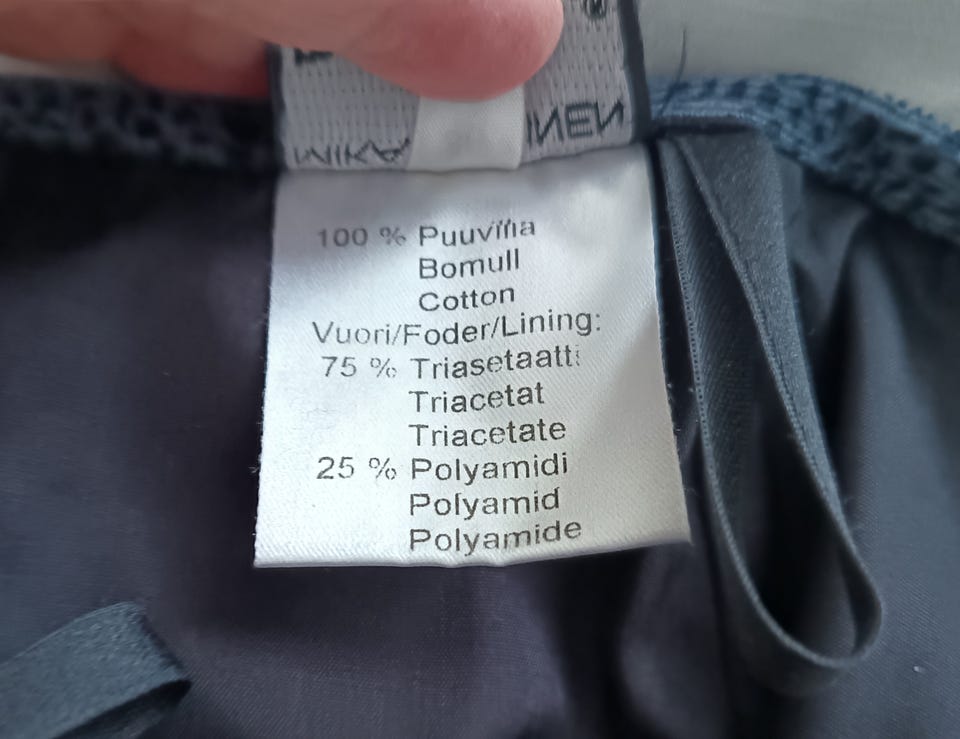 100 % Puuvilla
Bomull
Cotton
Vuori/Foder/Lining:
75 % Triasetaatti
Triacetat
Triacetate
25 % Polyamidi
Polyamid
Polyamide